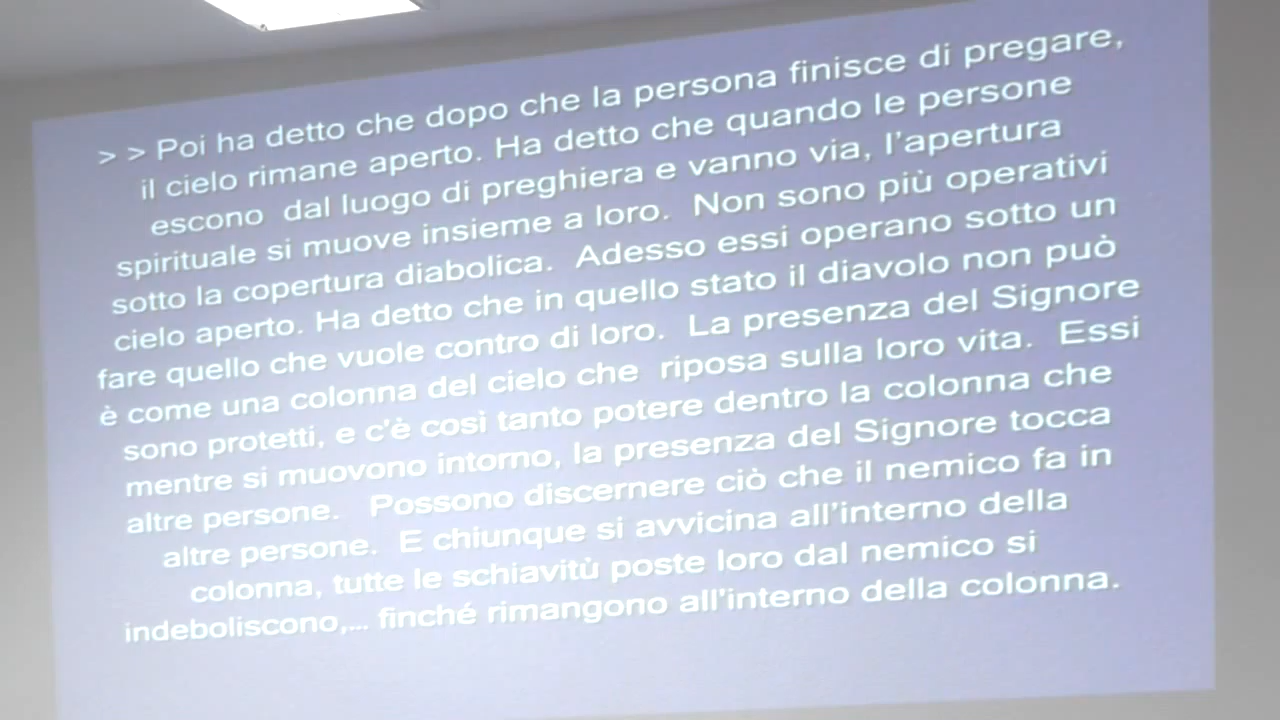 > > Poi ha detto che dopo che la persona finisce di pregare,
il cielo rimane aperto. Ha detto che quando le persone
escono dal luogo di preghiera e vanno via, l'apertura
spirituale si muove insieme a loro. Non sono più operativi
sotto la copertura diabolica. Adesso essi operano sotto un
cielo aperto. Ha detto che in quello stato il diavolo non può
fare quello che vuole contro di loro. La presenza del Signore
è come una colonna del cielo che riposa sulla loro vita. Essi
sono protetti, e c'è così tanto potere dentro la colonna che
mentre si muovono intorno, la presenza del Signore tocca
altre persone. Possono discernere ciò che il nemico fa in
altre persone. E chiunque si avvicina all'interno della
colonna, tutte le schiavitù poste loro dal nemico si
indeboliscono,... finché rimangono all'interno della colonna.